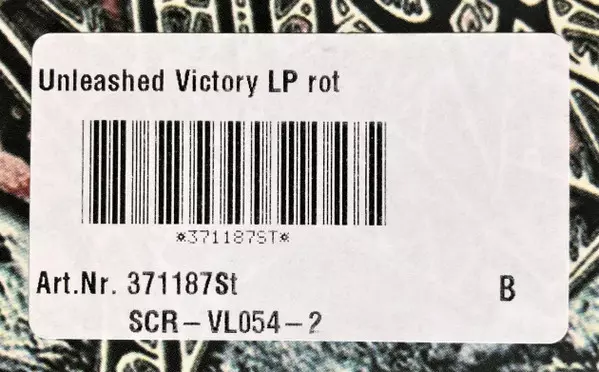 Unleashed Victory LP rot
*371187ST*
Art.Nr. 371187St
B
SCR-VL054-2